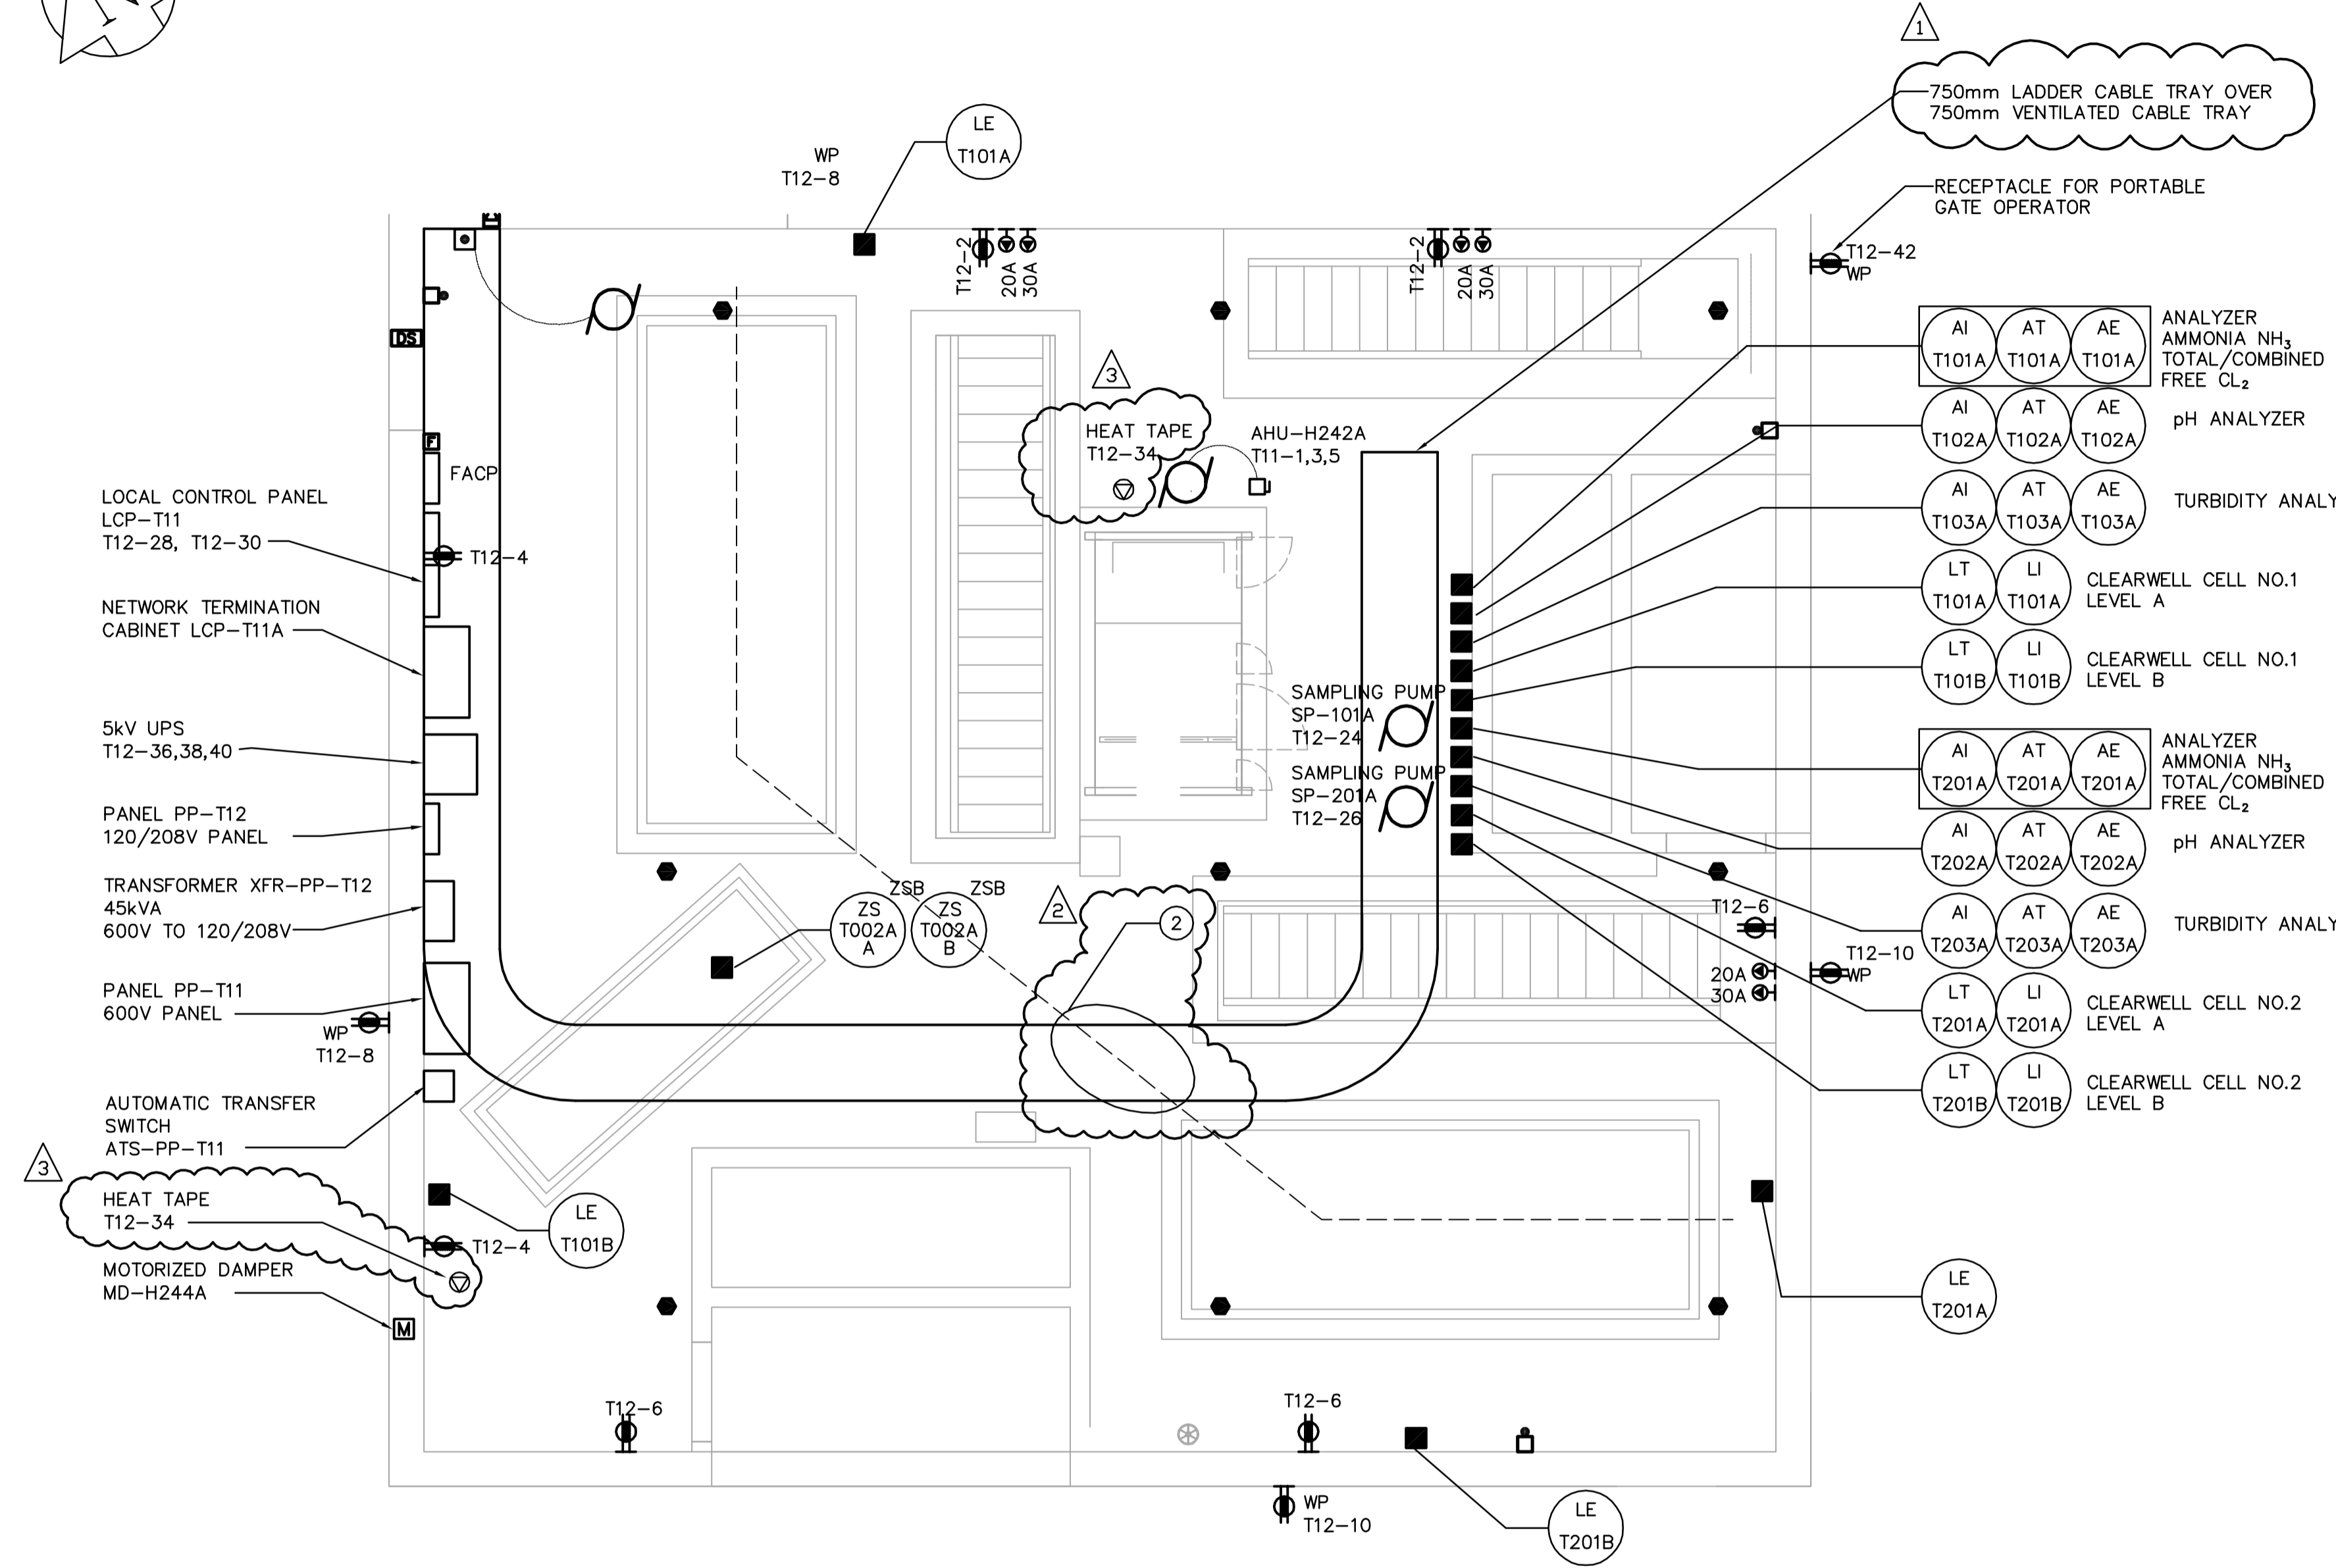 N
1
750mm LADDER CABLE TRAY OVER
750mm VENTILATED CABLE TRAY
RECEPTACLE FOR PORTABLE
GATE OPERATOR
T12-42
WP
LE
T101A
WP
T12-8
T12-2
20A
30A
T12-2
20A
30A
DS
F
FACP
3
HEAT TAPE
T12-34
AHU-H242A
T11-1,3,5
AI
T101A
AT
T101A
AE
T101A
ANALYZER
AMMONIA NH₃
TOTAL/COMBINED
FREE CL₂
AI
T102A
AT
T102A
AE
T102A
pH ANALYZER
AI
T103A
AT
T103A
AE
T103A
TURBIDITY ANALY
LT
T101A
LI
T101A
CLEARWELL CELL NO.1
LEVEL A
LT
T101B
LI
T101B
CLEARWELL CELL NO.1
LEVEL B
AI
T201A
AT
T201A
AE
T201A
ANALYZER
AMMONIA NH₃
TOTAL/COMBINED
FREE CL₂
AI
T202A
AT
T202A
AE
T202A
pH ANALYZER
AI
T203A
AT
T203A
AE
T203A
TURBIDITY ANALY
LT
T201A
LI
T201A
CLEARWELL CELL NO.2
LEVEL A
LT
T201B
LI
T201B
CLEARWELL CELL NO.2
LEVEL B
LOCAL CONTROL PANEL
LCP-T11
T12-28, T12-30
T12-4
NETWORK TERMINATION
CABINET LCP-T11A
5kV UPS
T12-36,38,40
PANEL PP-T12
120/208V PANEL
TRANSFORMER XFR-PP-T12
45kVA
600V TO 120/208V
PANEL PP-T11
600V PANEL
WP
T12-8
AUTOMATIC TRANSFER
SWITCH
ATS-PP-T11
SAMPLING PUMP
SP-101A
T12-24
SAMPLING PUMP
SP-201A
T12-26
ZSB
ZSB
ZS
T002A
A
ZS
T002A
B
2
2
T12-6
T12-10
WP
20A
30A
3
HEAT TAPE
T12-34
T12-4
MOTORIZED DAMPER
MD-H244A
M
LE
T101B
LE
T201A
T12-6
T12-6
WP
T12-10
LE
T201B